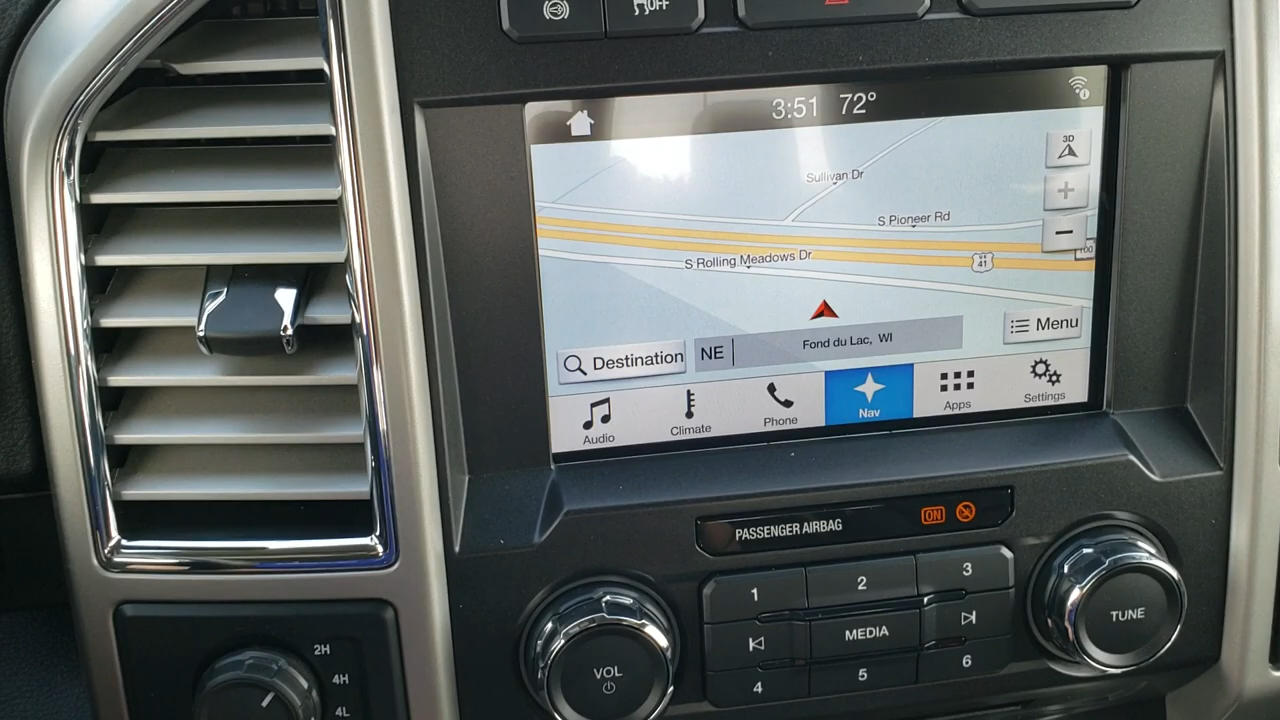 OFF
3:51 72°
3D
Sullivan Dr
S Pioneer Rd
S Rolling Meadows Dr
41
100
Menu
Destination
NE
Fond du Lac, WI
Audio
Climate
Phone
Nav
Apps
Settings
PASSENGER AIRBAG ON
1 2 3
MEDIA
4 5 6
VOL
TUNE
2H
4H
4L